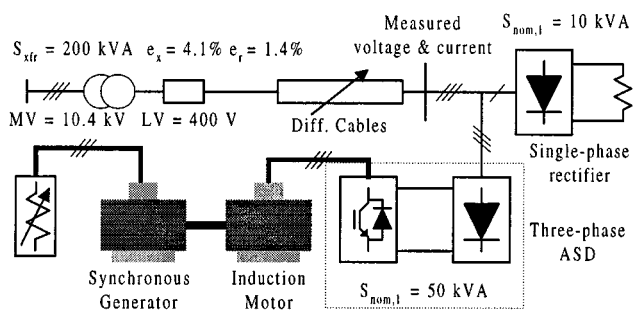 Measured
voltage & current
S_nom,1 = 10 kVA
S_xfr = 200 kVA e_x = 4.1% e_r = 1.4%
MV = 10.4 kV LV = 400 V
Diff. Cables
Single-phase
rectifier
Three-phase
ASD
Synchronous
Generator
Induction
Motor
S_nom,1 = 50 kVA